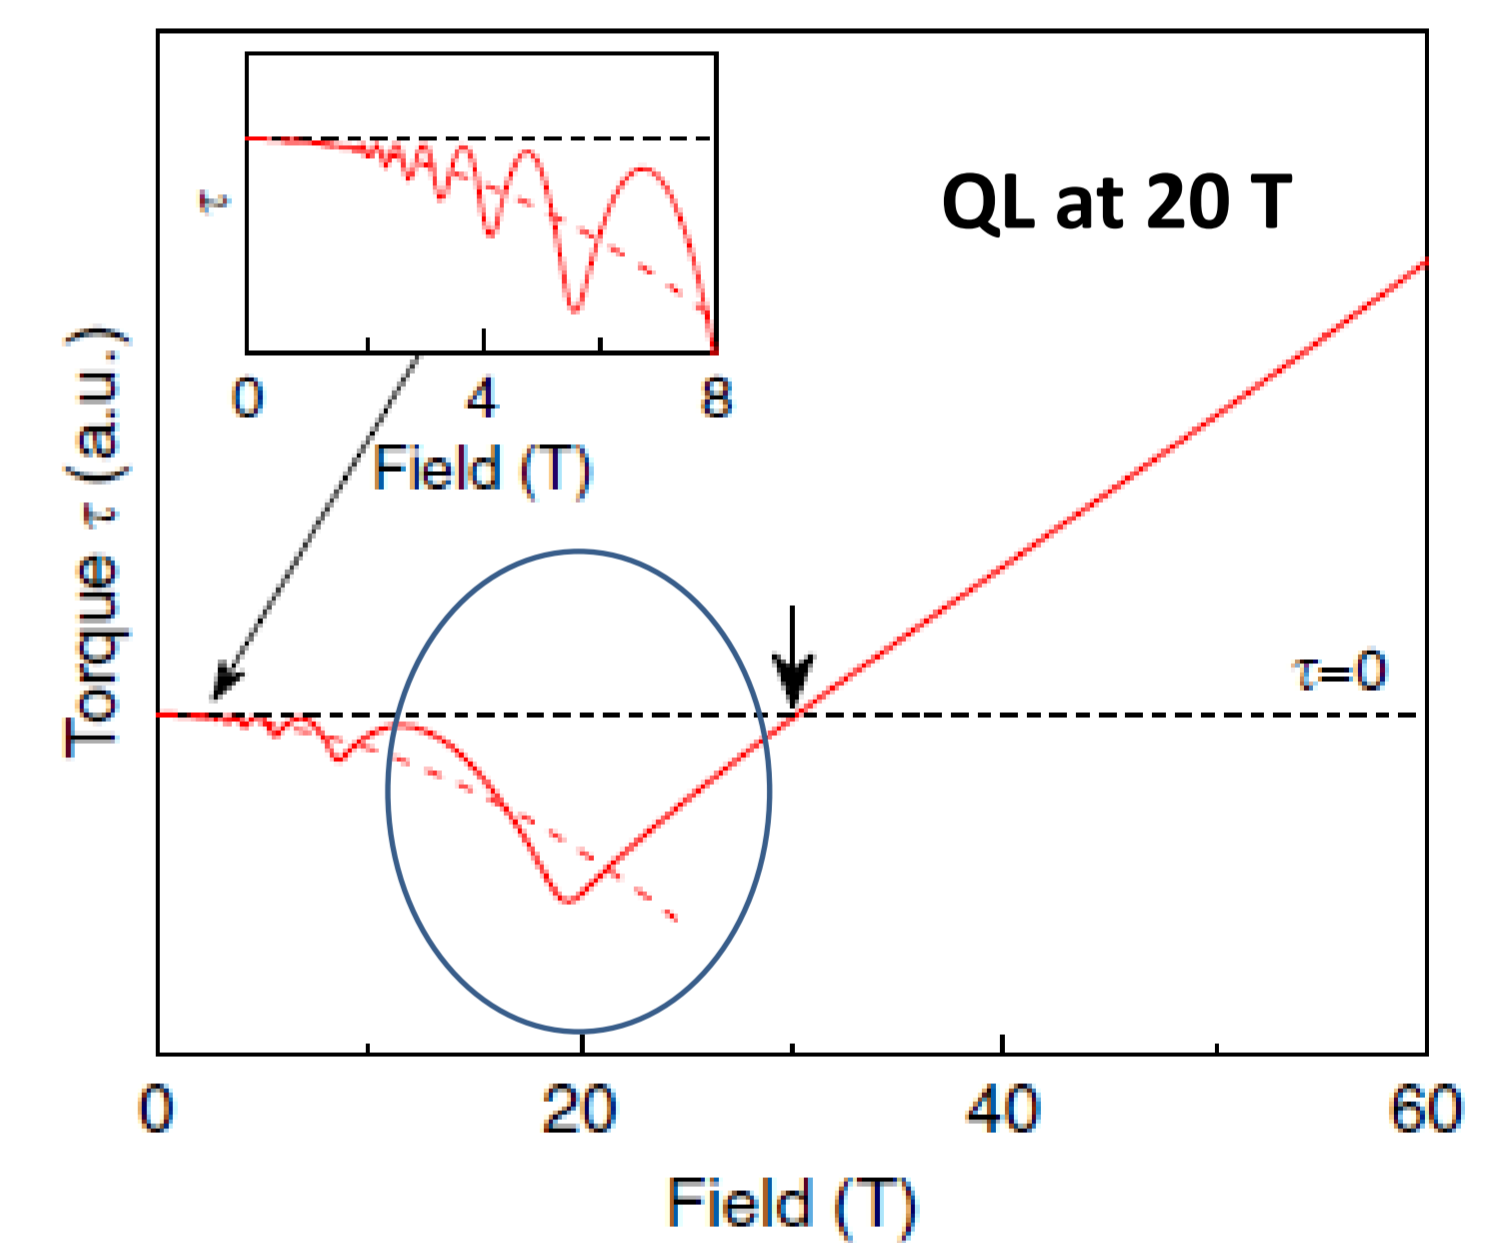 QL at 20 T
τ
0 4 8
Field (T)
Torque τ (a.u.)
τ=0
0 20 40 60
Field (T)